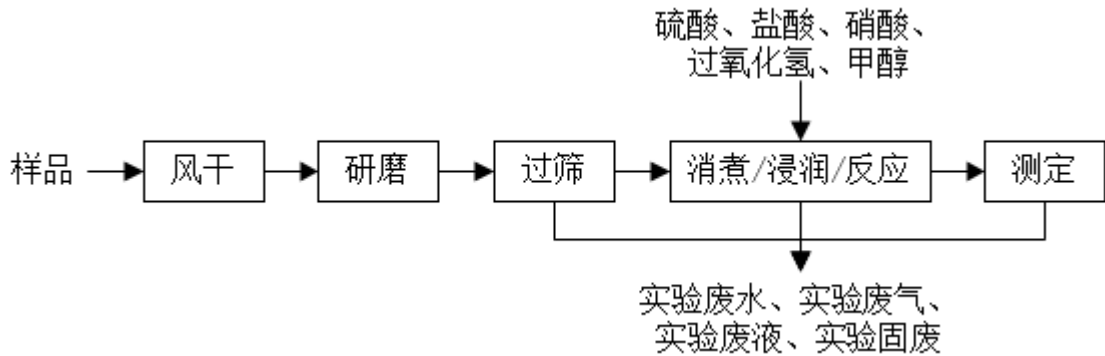 硫酸、盐酸、硝酸、
过氧化氢、甲醇
样品
风干
研磨
过筛
消煮/浸润/反应
测定
实验废水、实验废气、
实验废液、实验固废